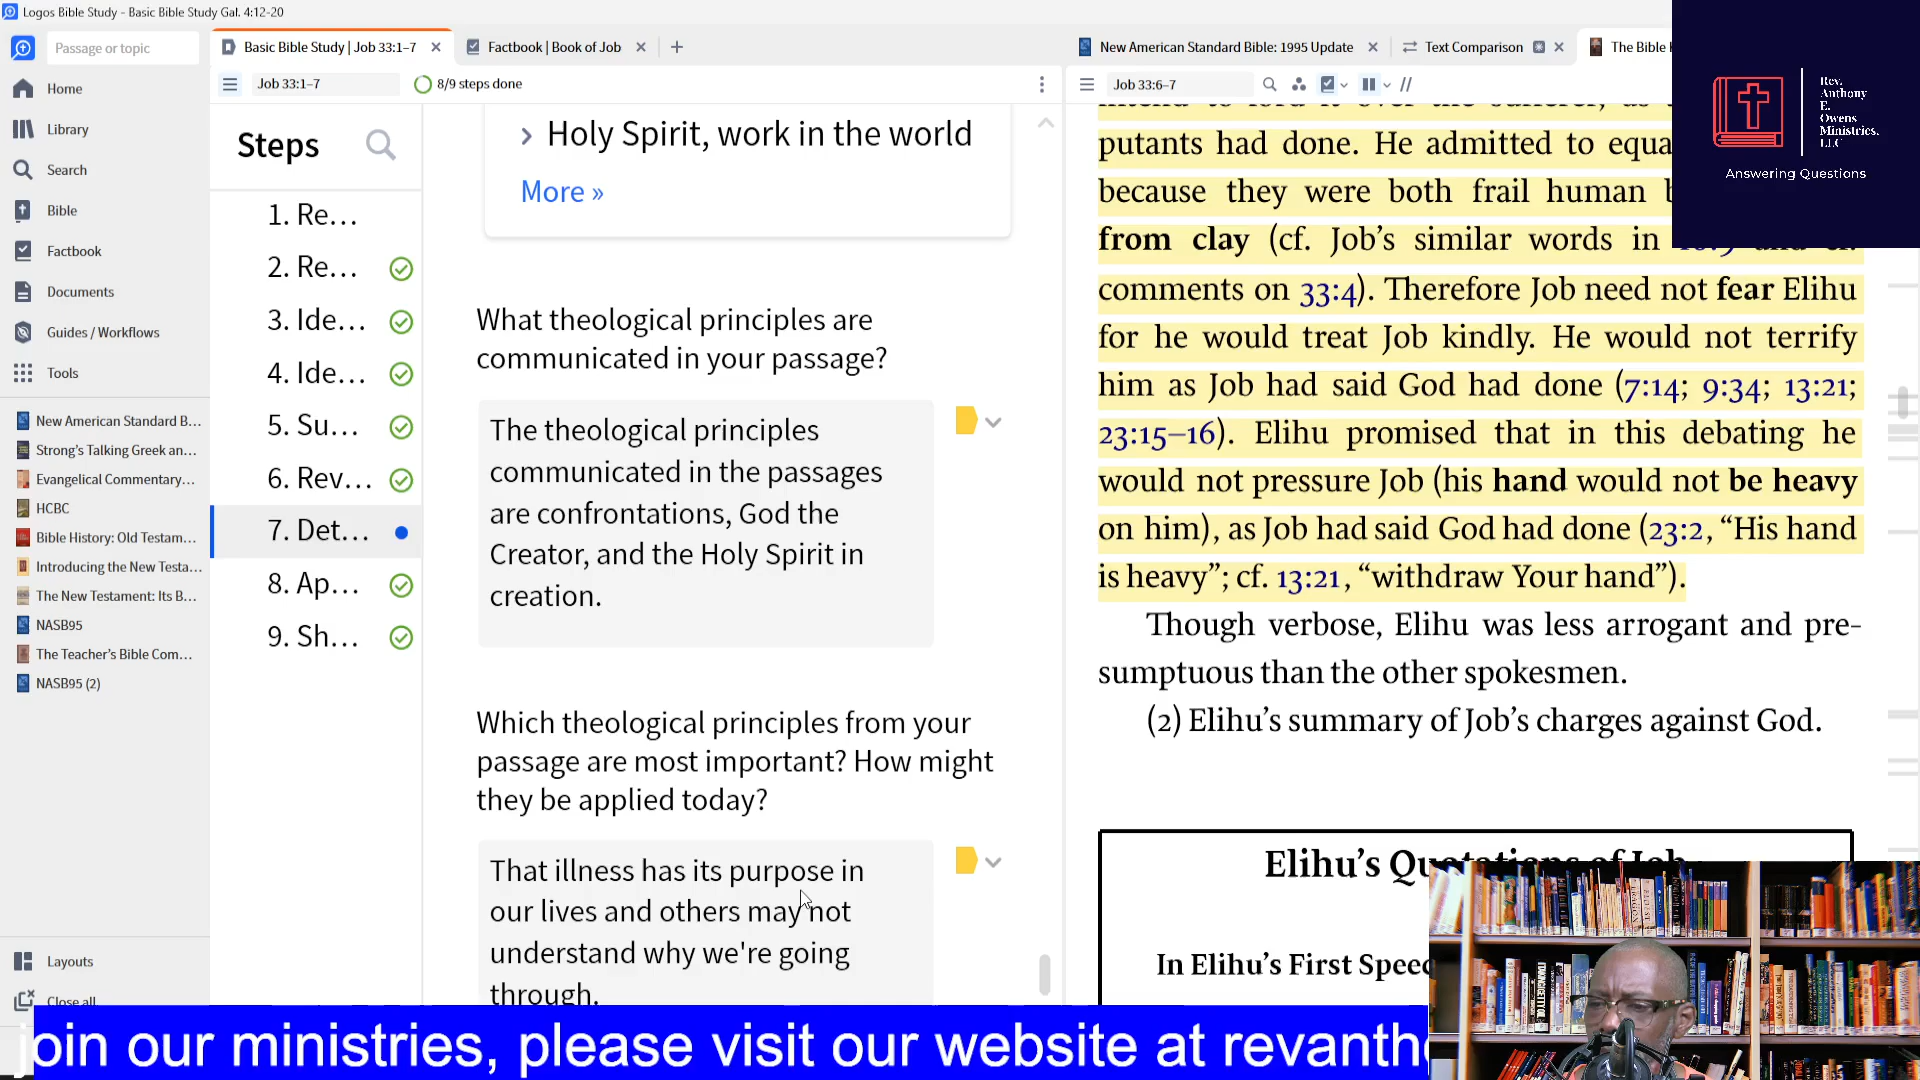 Logos Bible Study - Basic Bible Study Gal. 4:12-20
Passage or topic
Home
Library
Search
Bible
Factbook
Documents
Guides / Workflows
Tools
New American Standard B...
Strong's Talking Greek an...
Evangelical Commentary...
HCBC
Bible History: Old Testam...
Introducing the New Testa...
The New Testament: Its B...
NASB95
The Teacher's Bible Com...
NASB95 (2)
Layouts
Close all
Basic Bible Study | Job 33:1–7
Factbook | Book of Job
Job 33:1–7
8/9 steps done
Steps
1. Re...
2. Re...
3. Ide...
4. Ide...
5. Su...
6. Rev...
7. Det...
8. Ap...
9. Sh...
Holy Spirit, work in the world
More »
What theological principles are
communicated in your passage?
The theological principles
communicated in the passages
are confrontations, God the
Creator, and the Holy Spirit in
creation.
Which theological principles from your
passage are most important? How might
they be applied today?
That illness has its purpose in
our lives and others may not
understand why we're going
through.
New American Standard Bible: 1995 Update
Text Comparison
The Bible
Job 33:6–7
intend to lord it over the sufferer, as
putants had done. He admitted to equa
because they were both frail human
from clay (cf. Job's similar words in
comments on 33:4). Therefore Job need not fear Elihu
for he would treat Job kindly. He would not terrify
him as Job had said God had done (7:14; 9:34; 13:21;
23:15–16). Elihu promised that in this debating he
would not pressure Job (his hand would not be heavy
on him), as Job had said God had done (23:2, “His hand
is heavy”; cf. 13:21, “withdraw Your hand”).
Though verbose, Elihu was less arrogant and pre-
sumptuous than the other spokesmen.
(2) Elihu's summary of Job's charges against God.
Elihu's Quotations of Job
In Elihu's First Speec
Rev.
Anthony
E.
Owens
Ministries,
LLC
Answering Questions
join our ministries, please visit our website at revanth